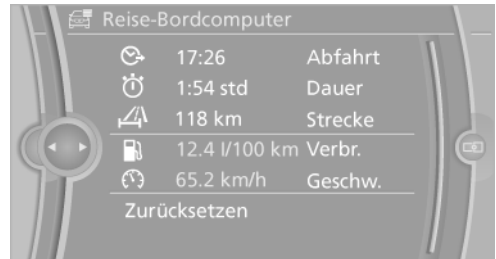 Reise-Bordcomputer
17:26 Abfahrt
1:54 std Dauer
118 km Strecke
12.4 l/100 km Verbr.
65.2 km/h Geschw.
Zurücksetzen